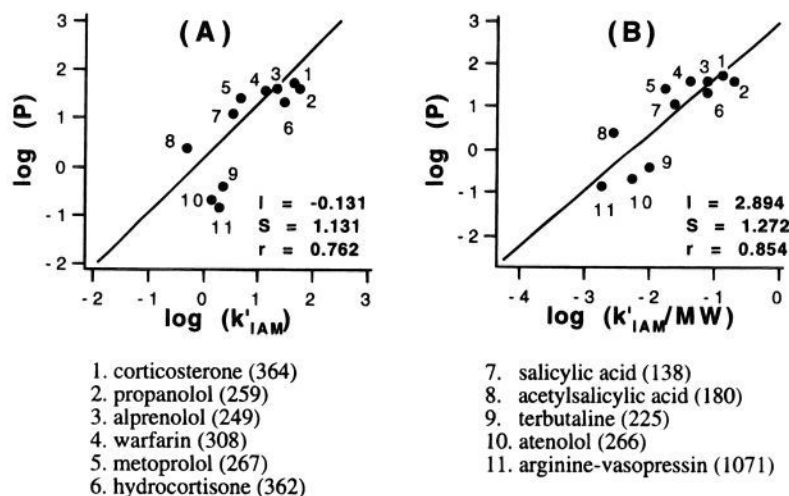 (A)
log (P)
3
2
1
0
- 1
- 2
1
2
3
4
5
6
7
8
9
10
11
I = -0.131
S = 1.131
r = 0.762
- 2 - 1 0 1 2 3
log (k'IAM)
(B)
log (P)
3
2
1
0
- 1
- 2
1
2
3
4
5
6
7
8
9
10
11
I = 2.894
S = 1.272
r = 0.854
- 4 - 3 - 2 - 1 0
log (k'IAM/MW)
1. corticosterone (364)
2. propanolol (259)
3. alprenolol (249)
4. warfarin (308)
5. metoprolol (267)
6. hydrocortisone (362)
7. salicylic acid (138)
8. acetylsalicylic acid (180)
9. terbutaline (225)
10. atenolol (266)
11. arginine-vasopressin (1071)